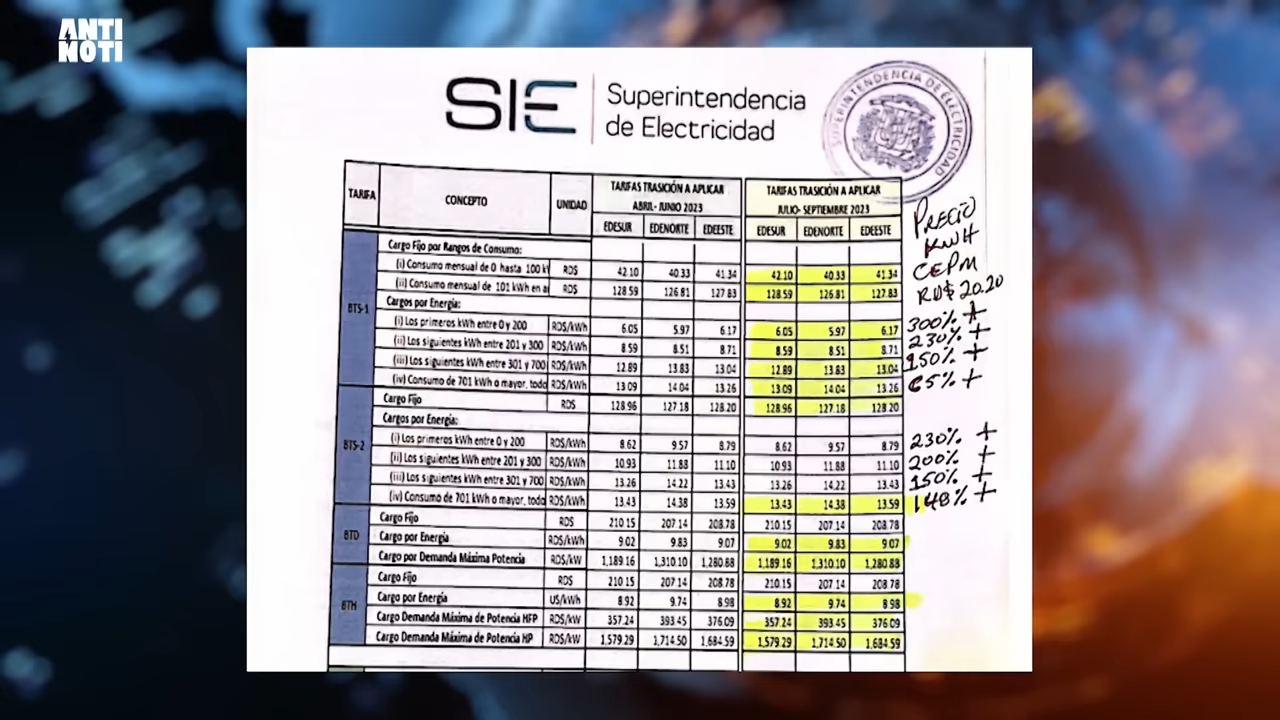 ANTI
NOTI
SIE Superintendencia
de Electricidad
SUPERINTENDENCIA DE ELECTRICIDAD
TARIFA CONCEPTO UNIDAD TARIFAS TRASICIÓN A APLICAR ABRIL- JUNIO 2023 TARIFAS TRASICIÓN A APLICAR JULIO- SEPTIEMBRE 2023
EDESUR EDENORTE EDEESTE EDESUR EDENORTE EDEESTE
PRECIO
KWH
CEPM
RD$ 20.20
BTS-1
Cargo Fijo por Rangos de Consumo:
(i) Consumo mensual de 0 hasta 100 kW RD$ 42.10 40.33 41.34 42.10 40.33 41.34
(ii) Consumo mensual de 101 kWh en a RD$ 128.59 126.81 127.83 128.59 126.81 127.83
Cargos por Energía:
(i) Los primeros kWh entre 0 y 200 RD$/kWh 6.05 5.97 6.17 6.05 5.97 6.17 300% +
(ii) Los siguientes kWh entre 201 y 300 RD$/kWh 8.59 8.51 8.71 8.59 8.51 8.71 230% +
(iii) Los siguientes kWh entre 301 y 700 RD$/kWh 12.89 13.83 13.04 12.89 13.83 13.04 150% +
(iv) Consumo de 701 kWh o mayor, todo RD$/kWh 13.09 14.04 13.26 13.09 14.04 13.26 65% +
BTS-2
Cargo Fijo RD$ 128.96 127.18 128.20 128.96 127.18 128.20
Cargos por Energía:
(i) Los primeros kWh entre 0 y 200 RD$/kWh 8.62 9.57 8.79 8.62 9.57 8.79 230% +
(ii) Los siguientes kWh entre 201 y 300 RD$/kWh 10.93 11.88 11.10 10.93 11.88 11.10 200% +
(iii) Los siguientes kWh entre 301 y 700 RD$/kWh 13.26 14.22 13.43 13.26 14.22 13.43 150% +
(iv) Consumo de 701 kWh o mayor, todo RD$/kWh 13.43 14.38 13.59 13.43 14.38 13.59 148% +
BTD
Cargo Fijo RD$ 210.15 207.14 208.78 210.15 207.14 208.78
Cargo por Energía RD$/kWh 9.02 9.83 9.07 9.02 9.83 9.07
Cargo por Demanda Máxima Potencia RD$/kW 1,189.16 1,310.10 1,280.88 1,189.16 1,310.10 1,280.88
BTH
Cargo Fijo RD$ 210.15 207.14 208.78 210.15 207.14 208.78
Cargo por Energía US/kWh 8.92 9.74 8.98 8.92 9.74 8.98
Cargo Demanda Máxima de Potencia HFP RD$/kW 357.24 393.45 376.09 357.24 393.45 376.09
Cargo Demanda Máxima de Potencia HP RD$/kW 1,579.29 1,714.50 1,684.59 1,579.29 1,714.50 1,684.59